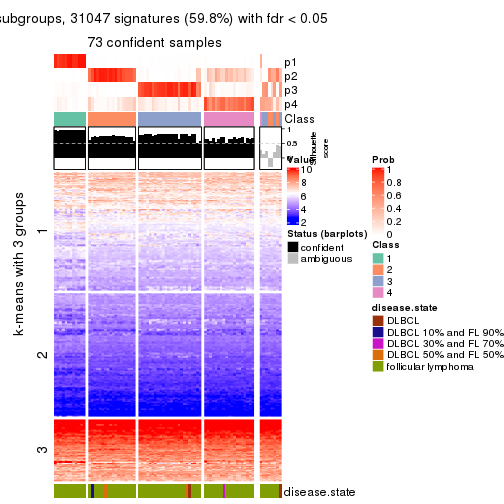 subgroups, 31047 signatures (59.8%) with fdr < 0.05
73 confident samples
p1
p2
p3
p4
Class
1
0.5
0
Silhouette
score
k-means with 3 groups
1
2
3
disease.state
Value
10
8
6
4
2
Status (barplots)
confident
ambiguous
Prob
1
0.8
0.6
0.4
0.2
0
Class
1
2
3
4
disease.state
DLBCL
DLBCL 10% and FL 90%
DLBCL 30% and FL 70%
DLBCL 50% and FL 50%
follicular lymphoma